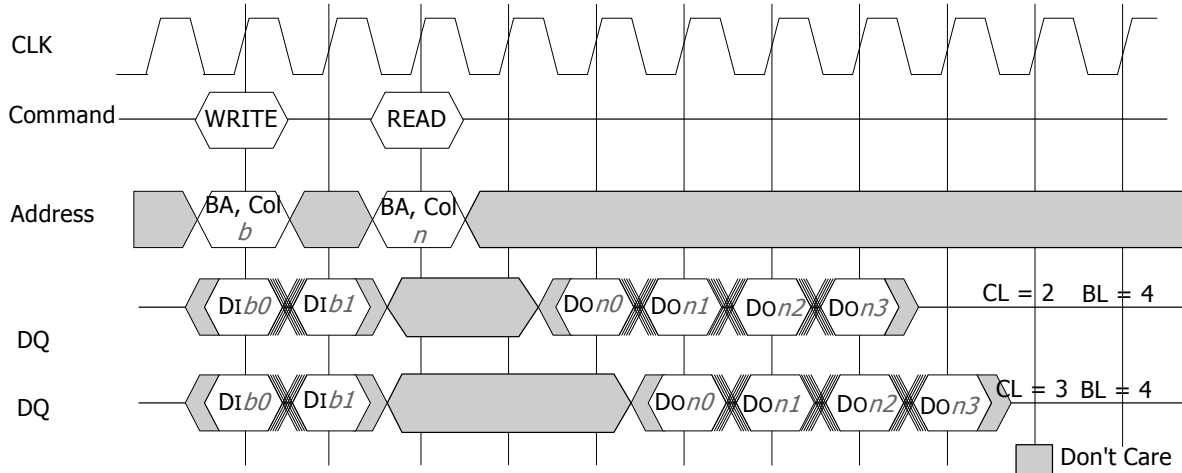 CLK
Command WRITE READ
Address BA, Col BA, Col
b n
DQ DIb0 DIb1 DOn0 DOn1 DOn2 DOn3 CL = 2 BL = 4
DQ DIb0 DIb1 DOn0 DOn1 DOn2 DOn3 CL = 3 BL = 4
Don't Care